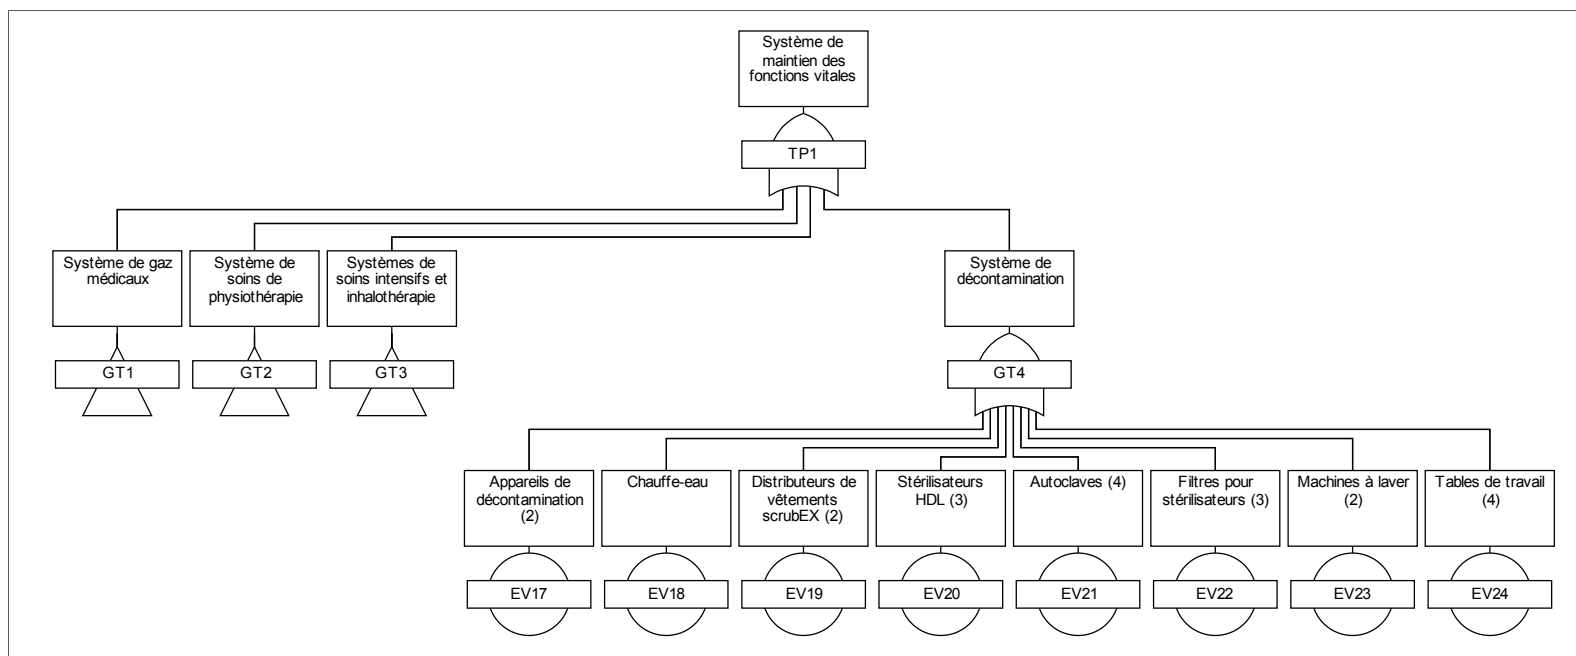 Système de
maintien des
fonctions vitales
TP1
Système de gaz
médicaux
GT1
Système de
soins de
physiothérapie
GT2
Systèmes de
soins intensifs et
inhalothérapie
GT3
Système de
décontamination
GT4
Appareils de
décontamination
(2)
EV17
Chauffe-eau
EV18
Distributeurs de
vêtements
scrubEX (2)
EV19
Stérilisateurs
HDL (3)
EV20
Autoclaves (4)
EV21
Filtres pour
stérilisateurs (3)
EV22
Machines à laver
(2)
EV23
Tables de travail
(4)
EV24